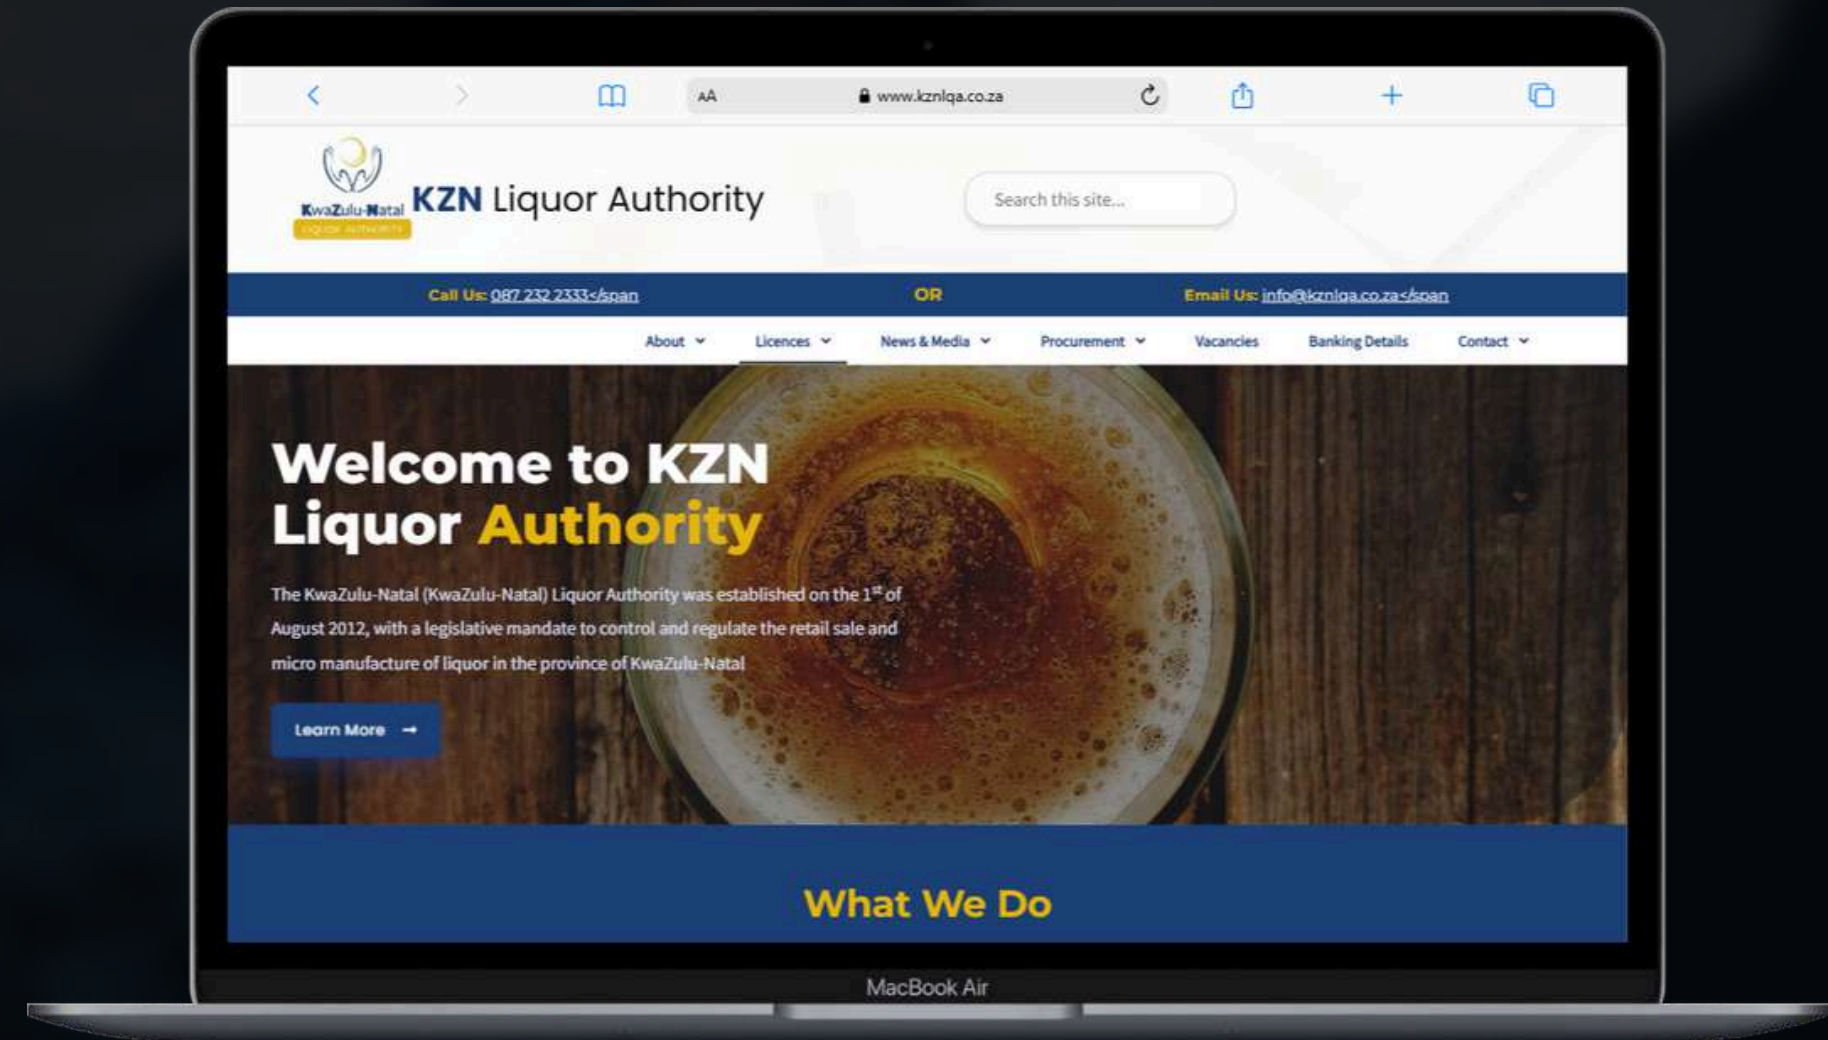 AA
www.kznlqa.co.za
KwaZulu-Natal
LIQUOR AUTHORITY
KZN Liquor Authority
Search this site...
Call Us: 087 232 2333</span
OR
Email Us: info@kznlqa.co.za</span
About
Licences
News & Media
Procurement
Vacancies
Banking Details
Contact
Welcome to KZN
Liquor Authority
The KwaZulu-Natal (KwaZulu-Natal) Liquor Authority was established on the 1st of
August 2012, with a legislative mandate to control and regulate the retail sale and
micro manufacture of liquor in the province of KwaZulu-Natal
Learn More →
What We Do
MacBook Air